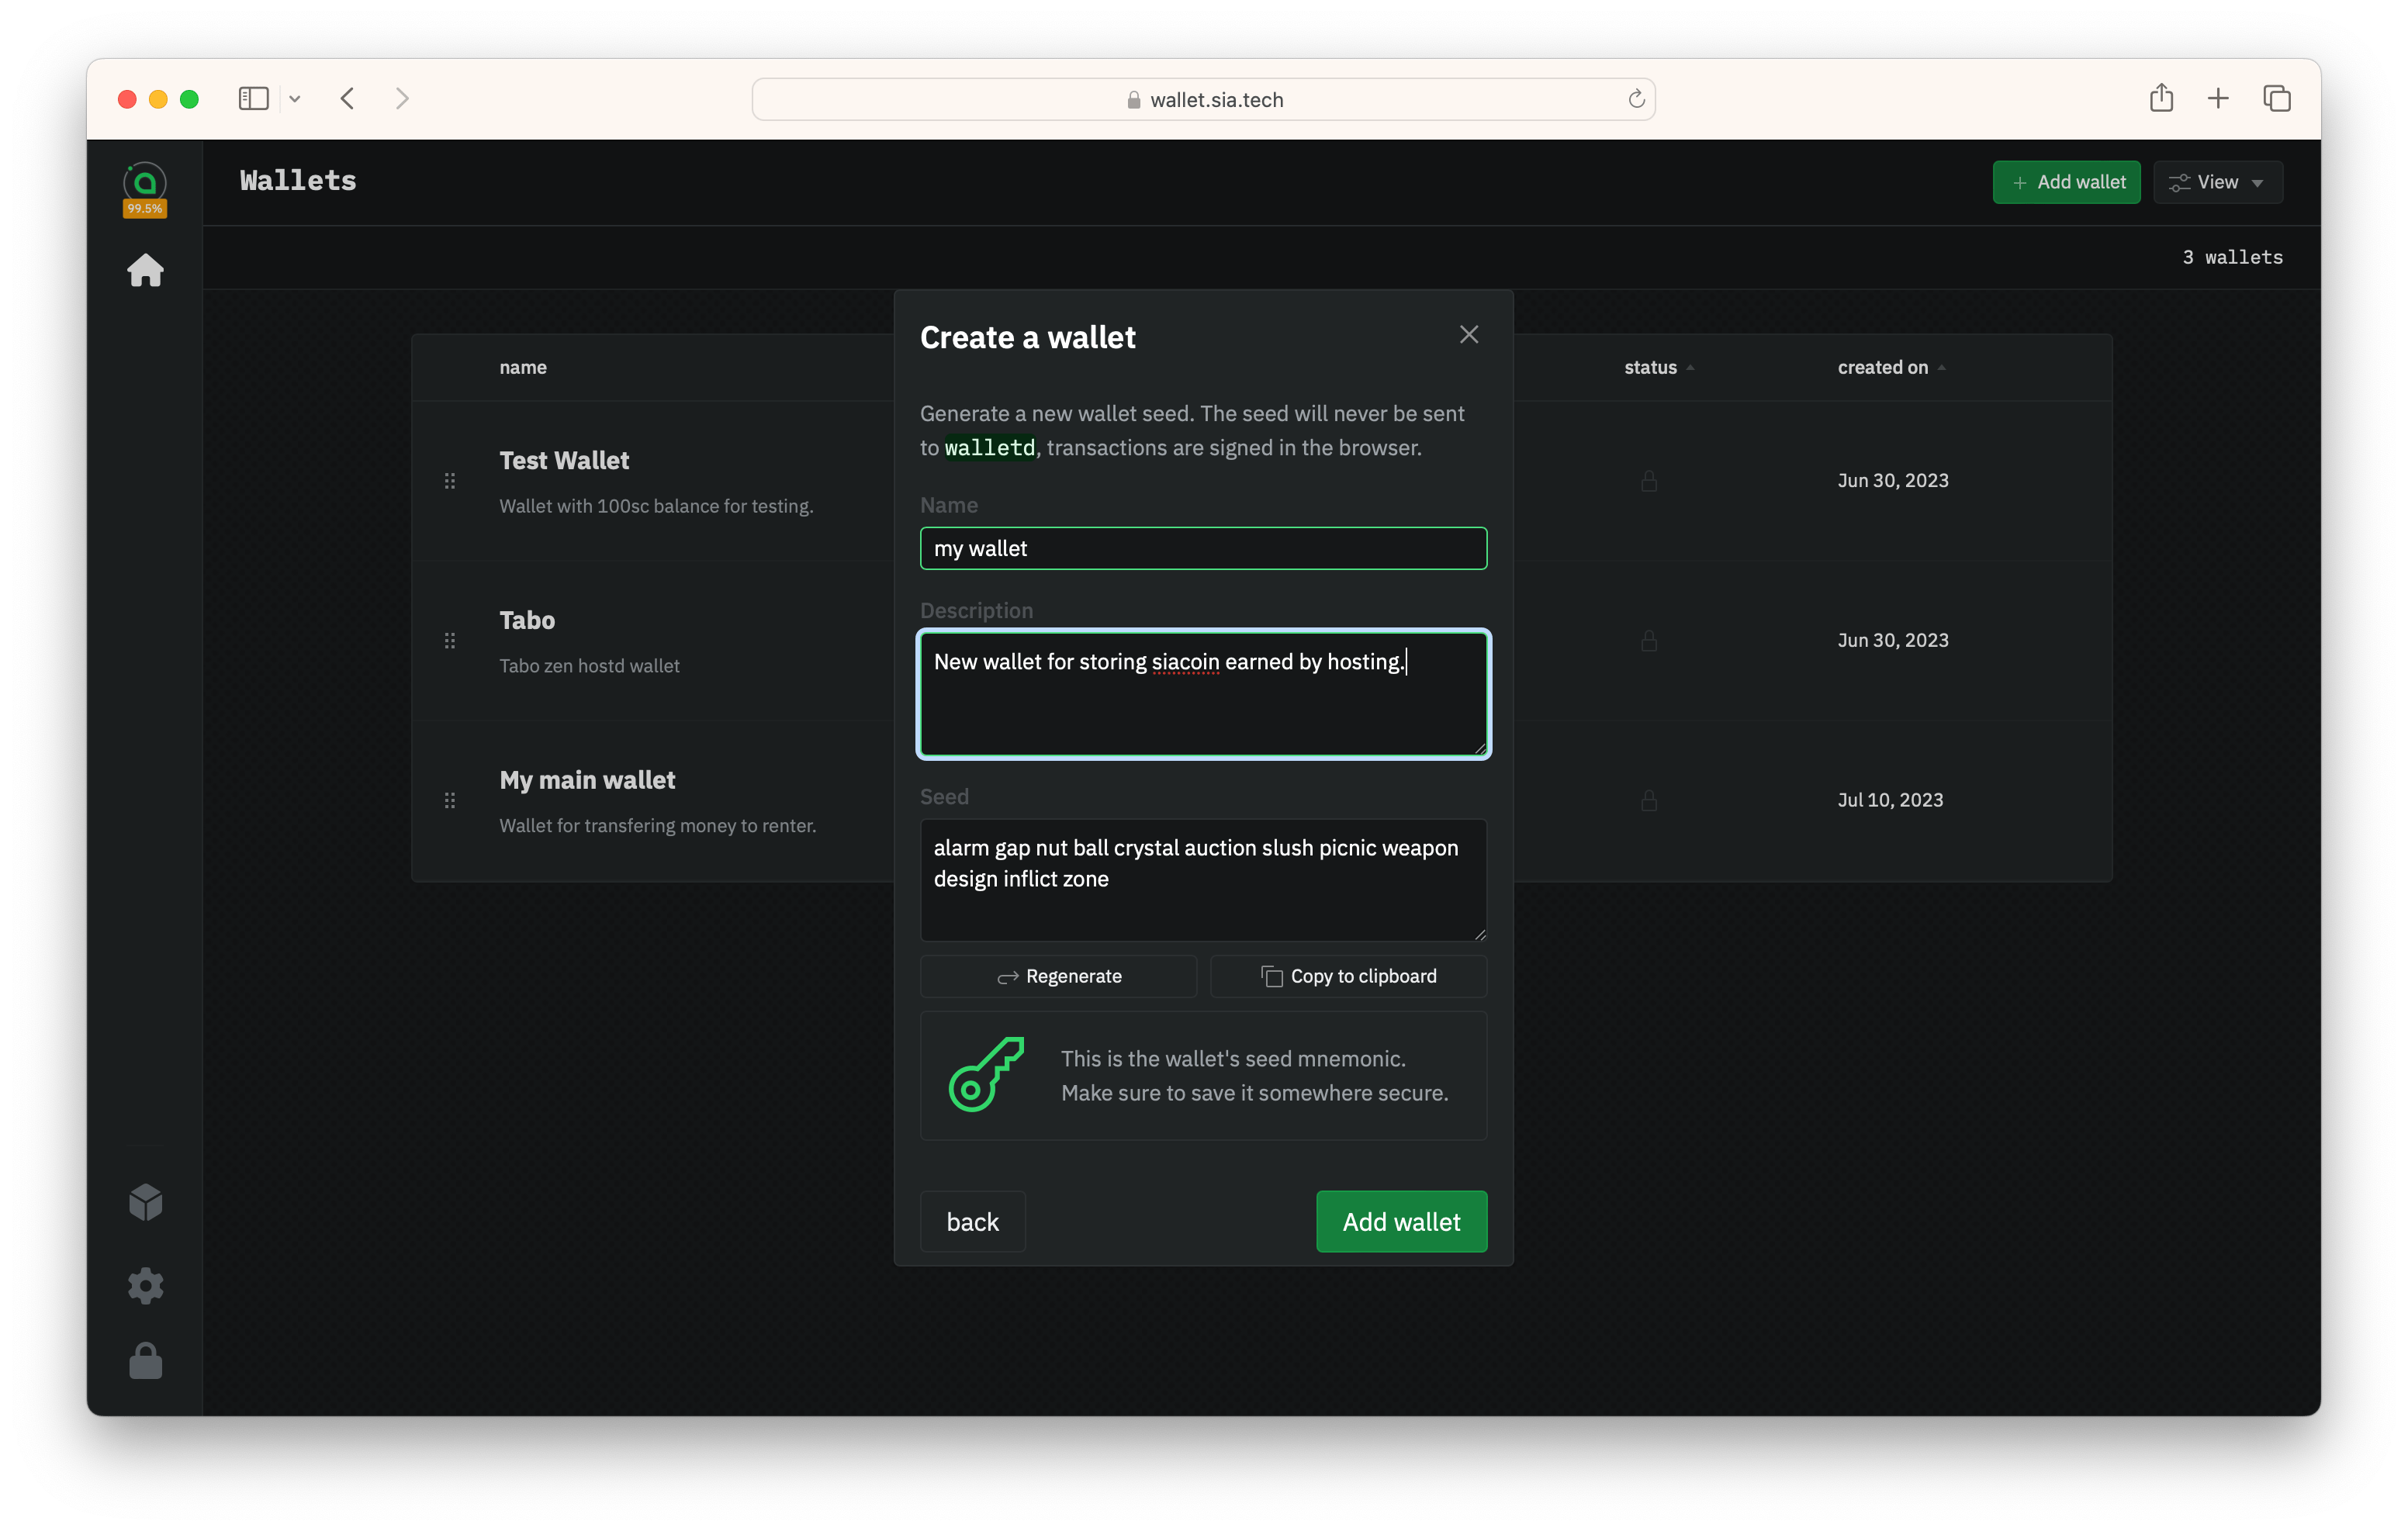 wallet.sia.tech
99.5%
Wallets
+ Add wallet
View
3 wallets
name
status
created on
Test Wallet
Wallet with 100sc balance for testing.
Jun 30, 2023
Tabo
Tabo zen hostd wallet
Jun 30, 2023
My main wallet
Wallet for transfering money to renter.
Jul 10, 2023
Create a wallet
Generate a new wallet seed. The seed will never be sent
to walletd, transactions are signed in the browser.
Name
my wallet
Description
New wallet for storing siacoin earned by hosting.
Seed
alarm gap nut ball crystal auction slush picnic weapon
design inflict zone
Regenerate
Copy to clipboard
This is the wallet's seed mnemonic.
Make sure to save it somewhere secure.
back
Add wallet